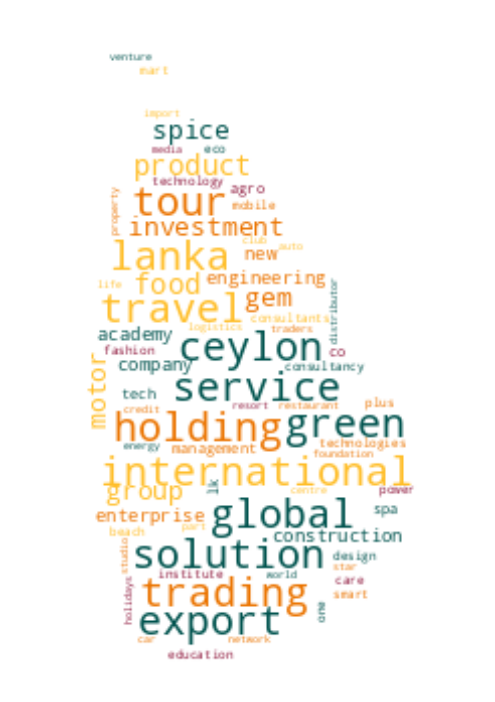 venture
mart
import
spice
media eco
product
technology
agro
property
tour
mobile
investment
club
auto
lanka
new
food
engineering
life
travel
gem
distributor
consultants
logistics
traders
academy
ceylon
fashion
co
company
consultancy
motor
service
tech
credit
resort
restaurant
plus
holding
green
energy
management
technologies
foundation
international
group
lk
centre
power
enterprise
global
spa
part
beach
construction
studio
solution
design
star
institute
world
care
holidays
trading
smart
one
export
car
network
education